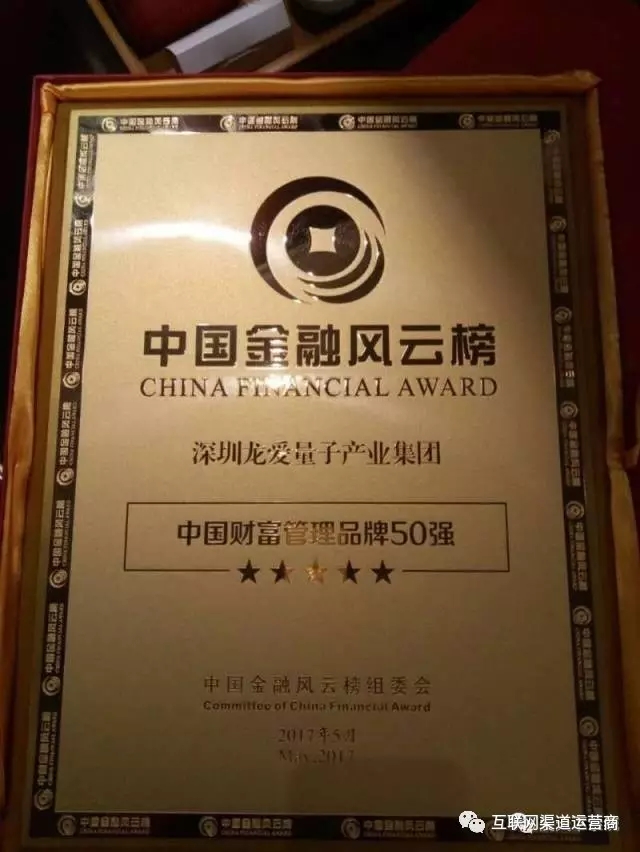 中国金融风云榜
CHINA FINANCIAL AWARD
深圳龙爱量子产业集团
中国财富管理品牌50强
中国金融风云榜组委会
Committee of China Financial Award
2017年5月
May.2017
互联网渠道运营商